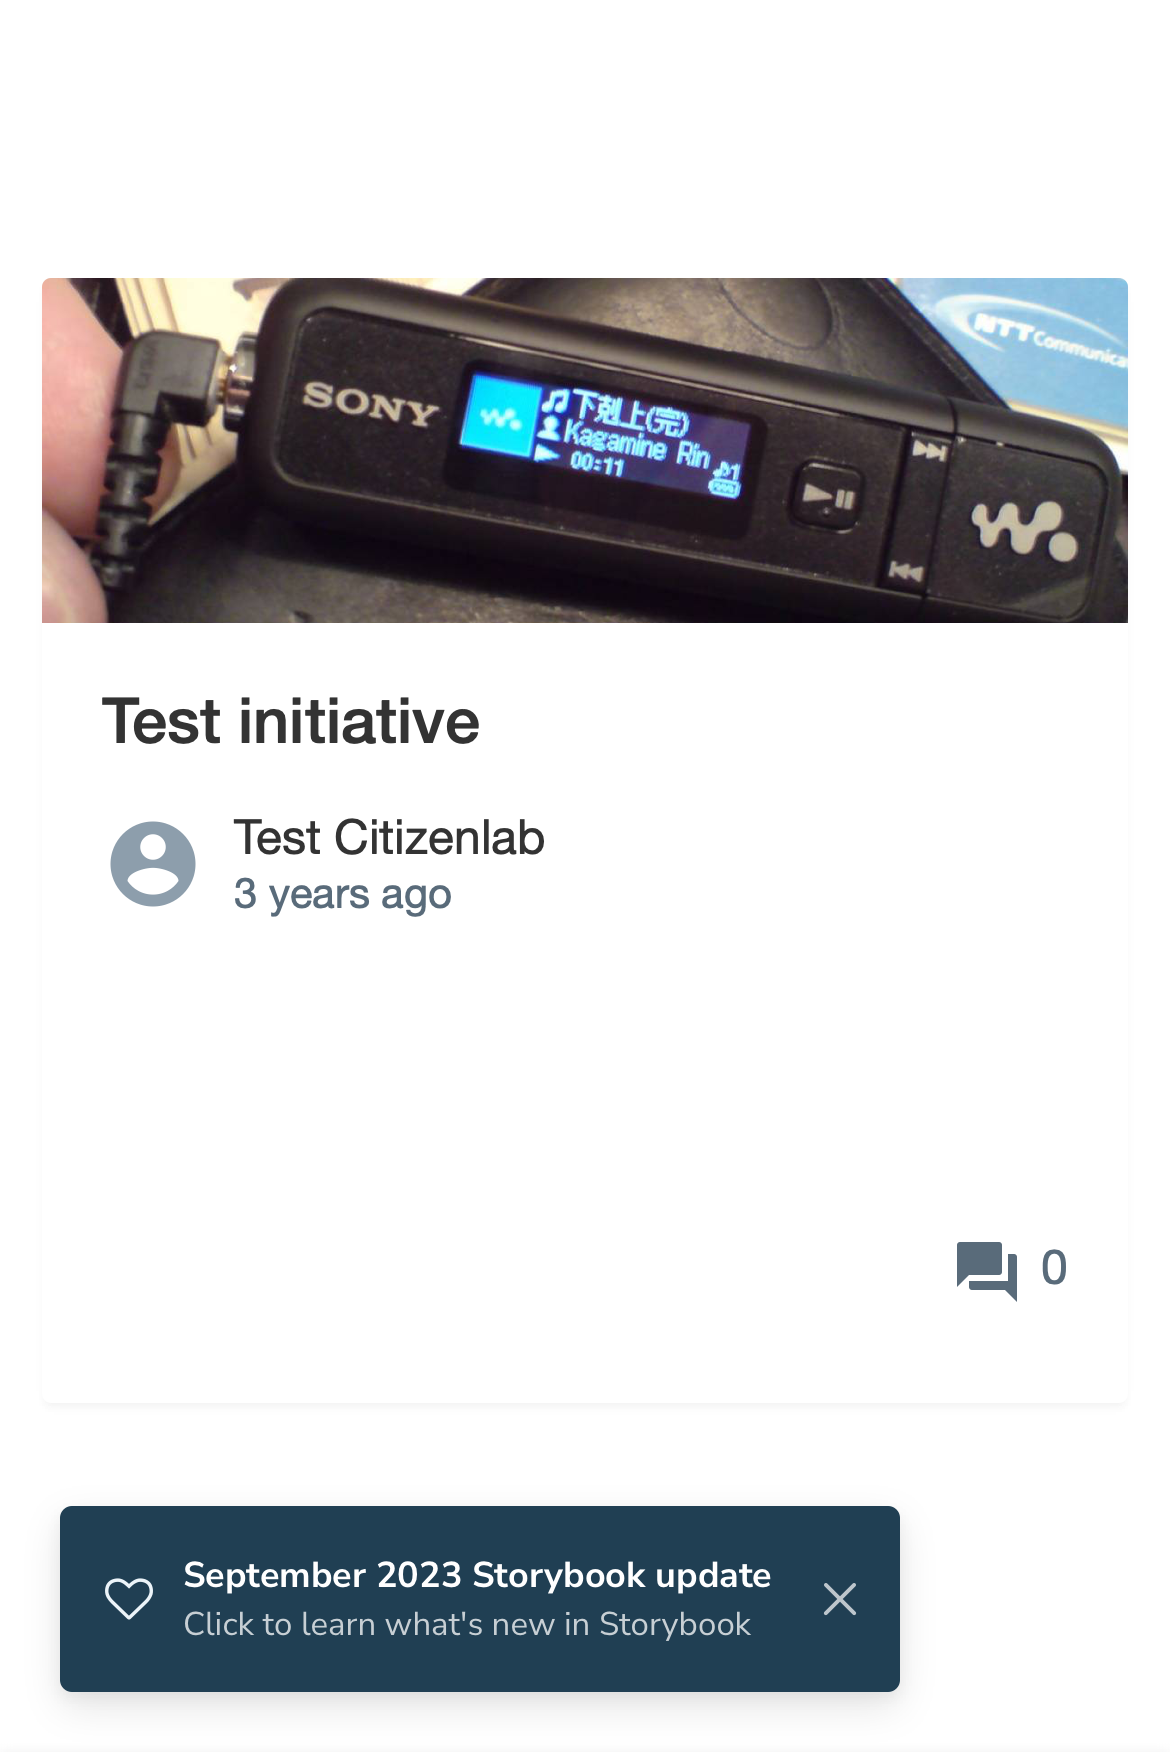 NTT Communica
SONY
下剋上(完)
Kagamine Rin
00:11
1
Test initiative
Test Citizenlab
3 years ago
0
September 2023 Storybook update
Click to learn what's new in Storybook